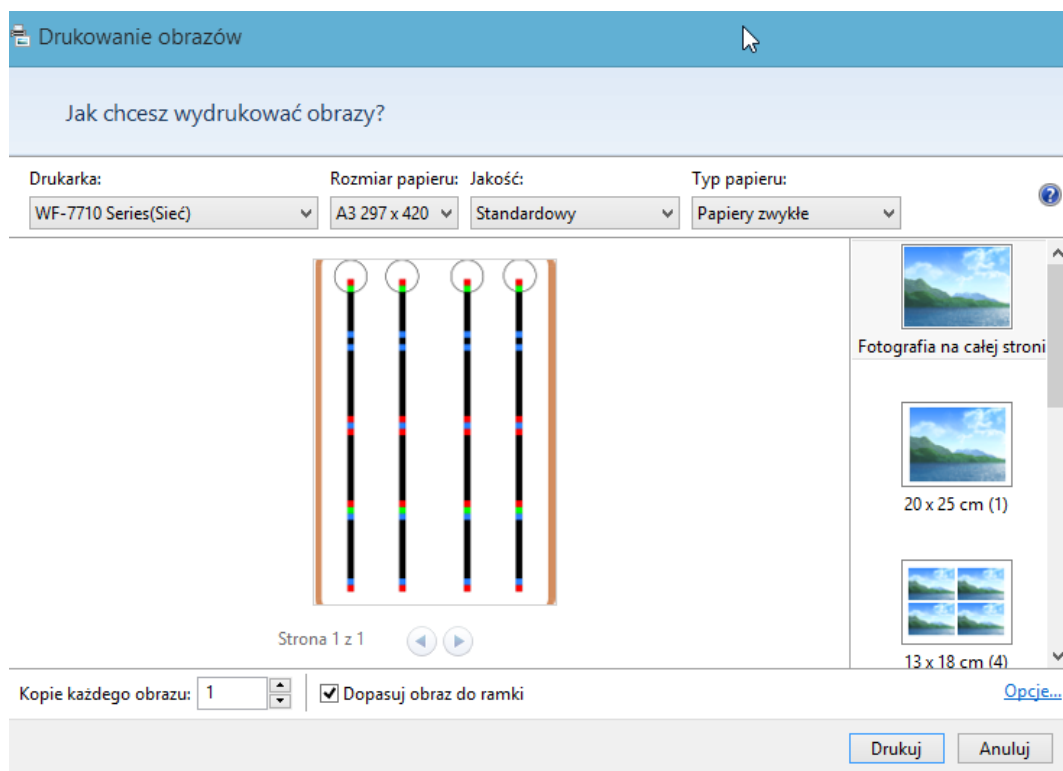 Drukowanie obrazów
Jak chcesz wydrukować obrazy?
Drukarka: Rozmiar papieru: Jakość: Typ papieru:
WF-7710 Series(Sieć) A3 297 x 420 Standardowy Papiery zwykłe
Fotografia na całej stroni
20 x 25 cm (1)
13 x 18 cm (4)
Strona 1 z 1
Kopie każdego obrazu: 1 Dopasuj obraz do ramki Opcje...
Drukuj Anuluj